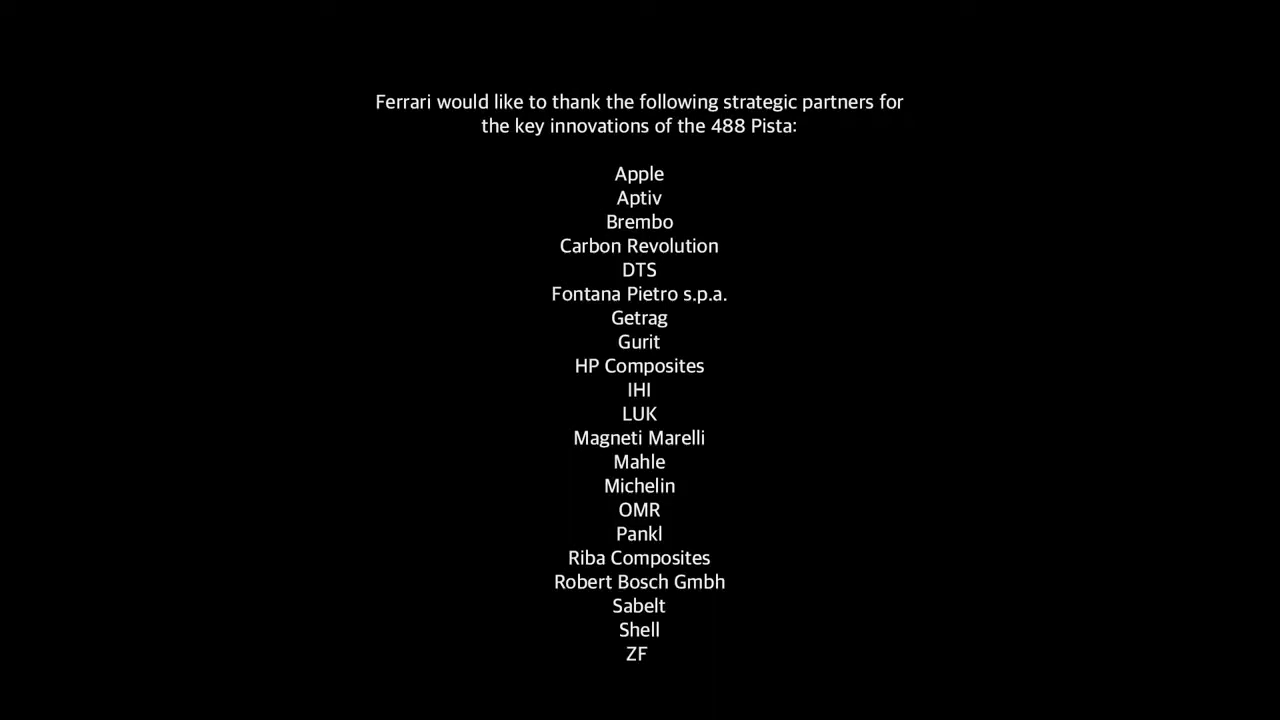 Ferrari would like to thank the following strategic partners for
the key innovations of the 488 Pista:
Apple
Aptiv
Brembo
Carbon Revolution
DTS
Fontana Pietro s.p.a.
Getrag
Gurit
HP Composites
IHI
LUK
Magneti Marelli
Mahle
Michelin
OMR
Pankl
Riba Composites
Robert Bosch Gmbh
Sabelt
Shell
ZF